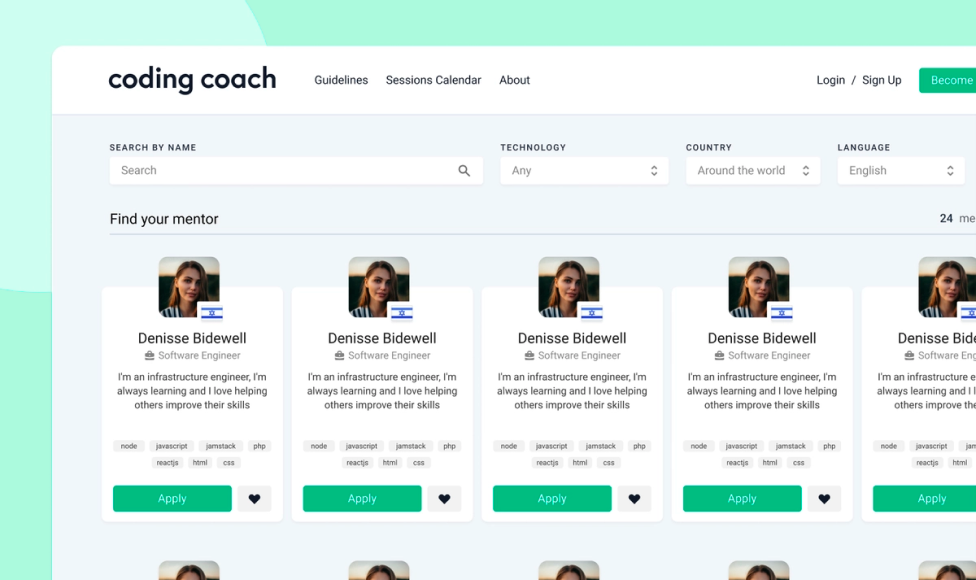 coding coach Guidelines Sessions Calendar About Login / Sign Up Become
SEARCH BY NAME TECHNOLOGY COUNTRY LANGUAGE
Search Any Around the world English
Find your mentor 24
Denisse Bidewell Denisse Bidewell Denisse Bidewell Denisse Bidewell Denisse
Software Engineer Software Engineer Software Engineer Software Engineer Software
I'm an infrastructure engineer, I'm I'm an infrastructure engineer, I'm I'm an infrastructure engineer, I'm I'm an infrastructure engineer, I'm I'm an infrastructure
always learning and I love helping always learning and I love helping always learning and I love helping always learning and I love helping always learning and I
others improve their skills others improve their skills others improve their skills others improve their skills others improve
node javascript jamstack php node javascript jamstack php node javascript jamstack php node javascript jamstack php node javascript
reactjs html css reactjs html css reactjs html css reactjs html css reactjs html
Apply Apply Apply Apply Apply